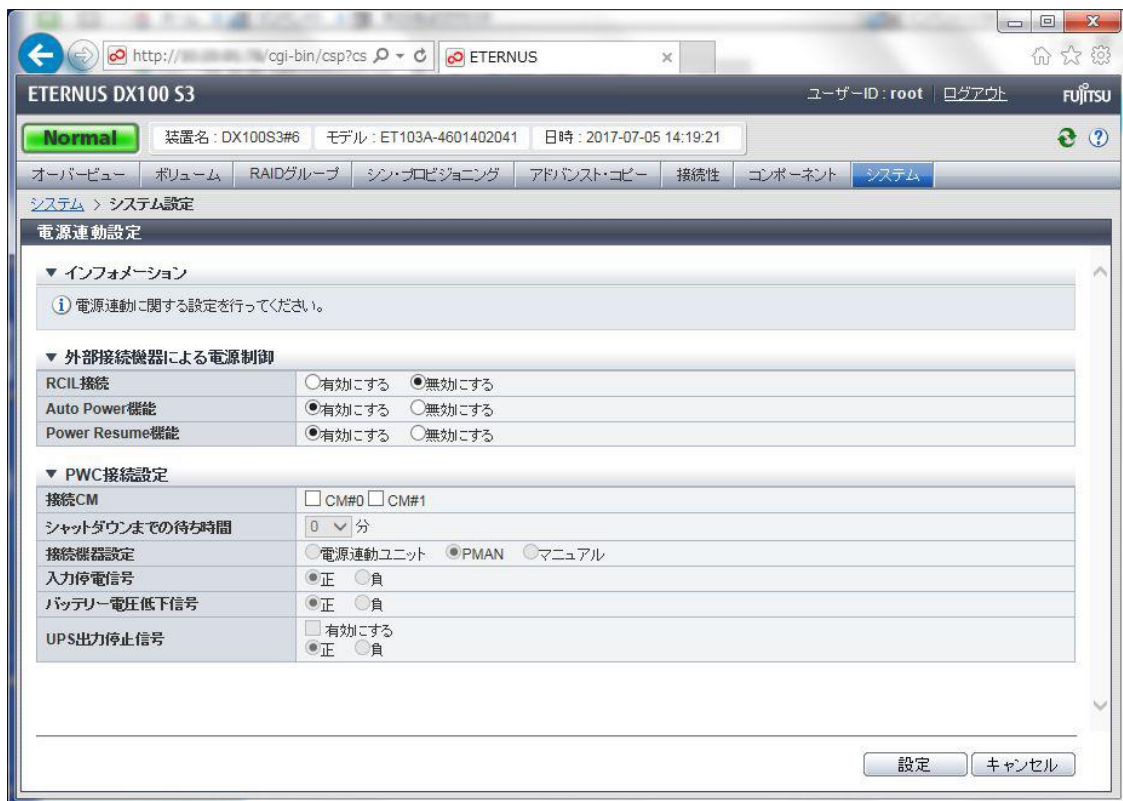 http:// /cgi-bin/csp?cs
ETERNUS
ETERNUS DX100 S3
ユーザーID : root
ログアウト
FUJITSU
Normal
装置名 : DX100S3#6
モデル : ET103A-4601402041
日時 : 2017-07-05 14:19:21
オーバービュー
ボリューム
RAIDグループ
シン・プロビジョニング
アドバンスト・コピー
接続性
コンポーネント
システム
システム > システム設定
電源連動設定
▼ インフォメーション
電源連動に関する設定を行ってください。
▼ 外部接続機器による電源制御
RCIL接続 有効にする 無効にする
Auto Power機能 有効にする 無効にする
Power Resume機能 有効にする 無効にする
▼ PWC接続設定
接続CM CM#0 CM#1
シャットダウンまでの待ち時間 0 分
接続機器設定 電源連動ユニット PMAN マニュアル
入力停電信号 正 負
バッテリー電圧低下信号 正 負
UPS出力停止信号 有効にする
正 負
設定
キャンセル